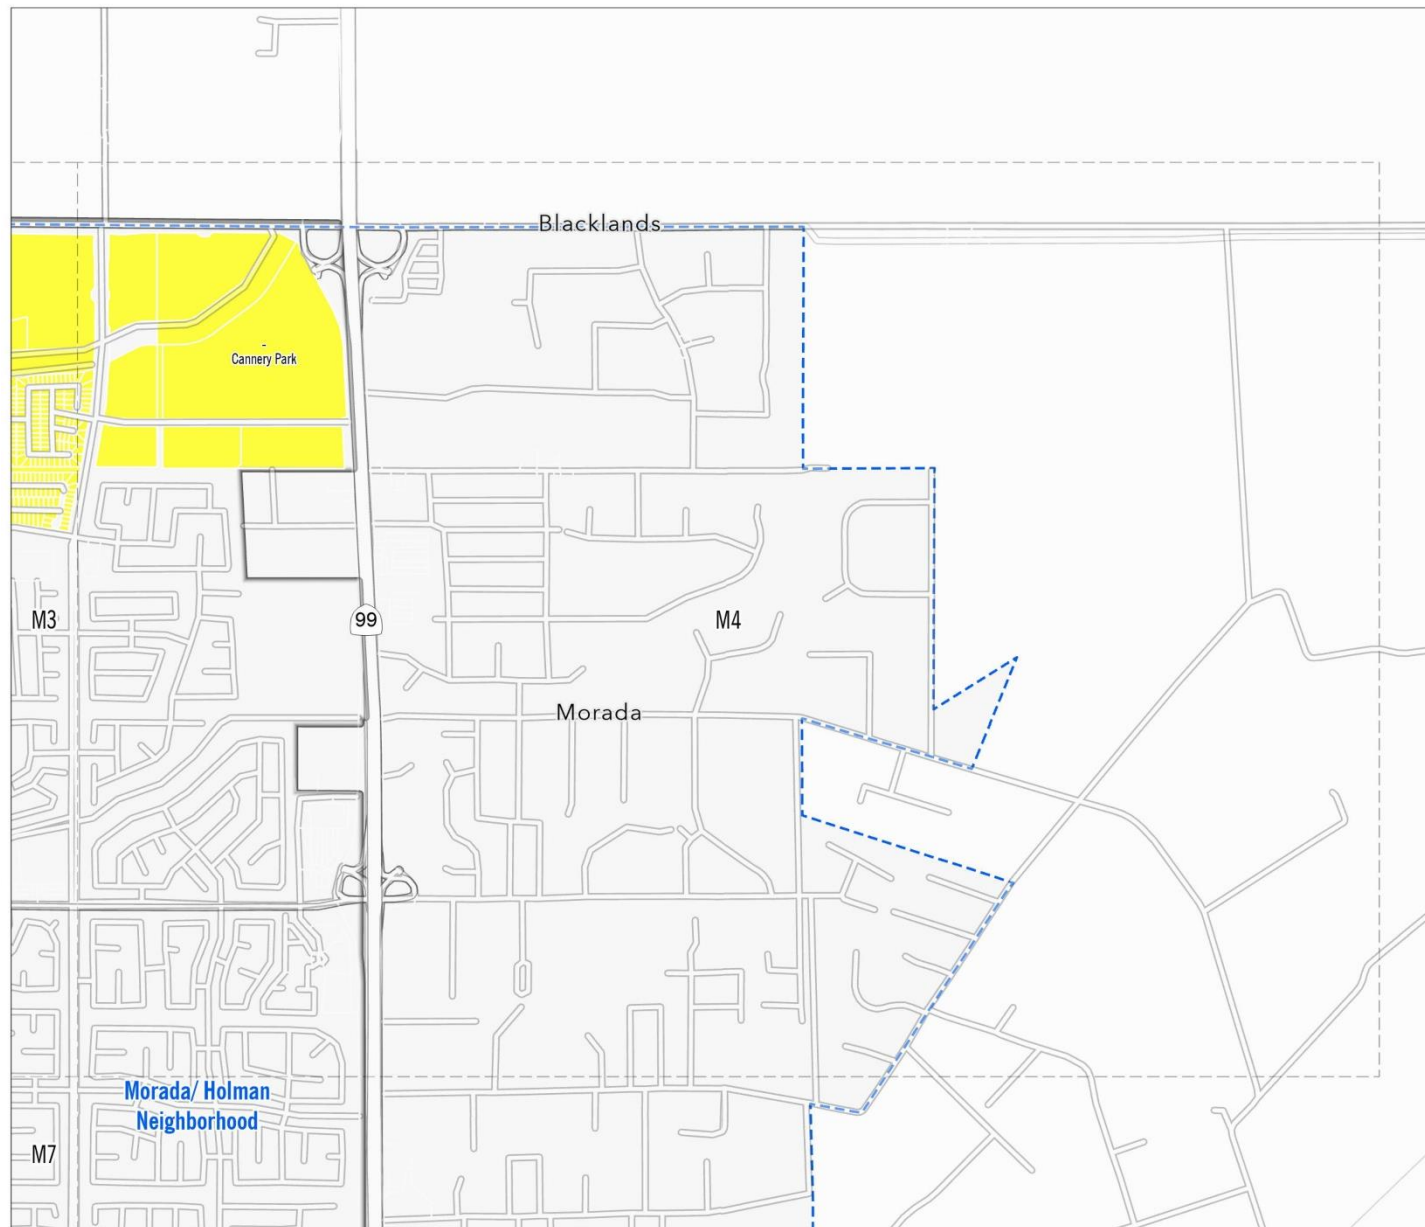 Blacklands
-
Cannery Park
M3
99
M4
Morada
Morada/ Holman
Neighborhood
M7